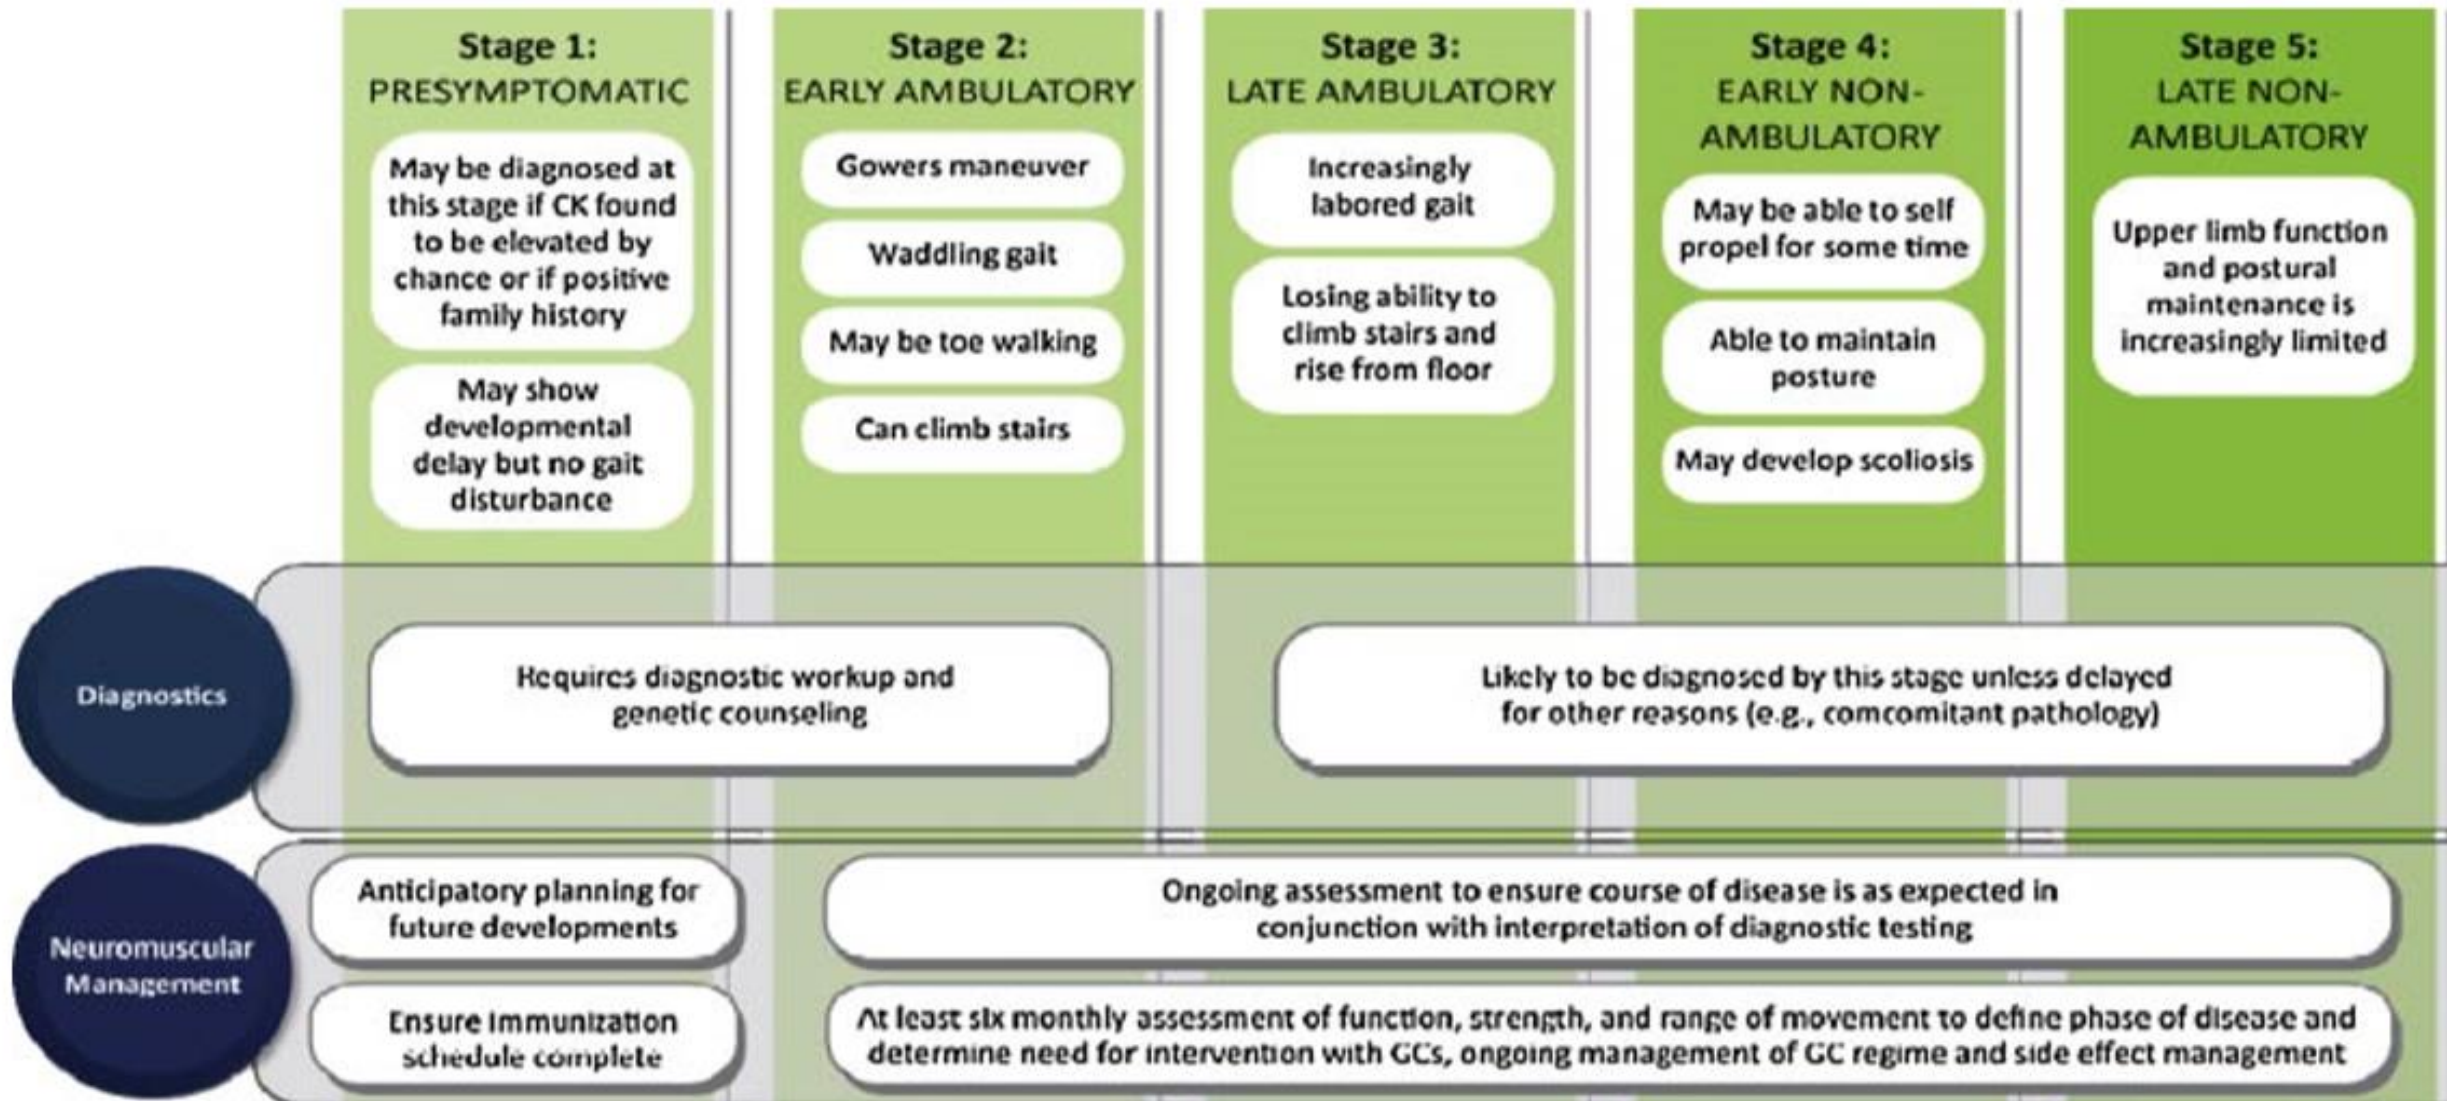 Stage 1:
PRESYMPTOMATIC
May be diagnosed at
this stage if CK found
to be elevated by
chance or if positive
family history
May show
developmental
delay but no gait
disturbance
Stage 2:
EARLY AMBULATORY
Gowers maneuver
Waddling gait
May be toe walking
Can climb stairs
Stage 3:
LATE AMBULATORY
Increasingly
labored gait
Losing ability to
climb stairs and
rise from floor
Stage 4:
EARLY NON-
AMBULATORY
May be able to self
propel for some time
Able to maintain
posture
May develop scoliosis
Stage 5:
LATE NON-
AMBULATORY
Upper limb function
and postural
maintenance is
increasingly limited
Diagnostics
Requires diagnostic workup and
genetic counseling
Likely to be diagnosed by this stage unless delayed
for other reasons (e.g., comcomitant pathology)
Neuromuscular
Management
Anticipatory planning for
future developments
Ensure immunization
schedule complete
Ongoing assessment to ensure course of disease is as expected in
conjunction with interpretation of diagnostic testing
At least six monthly assessment of function, strength, and range of movement to define phase of disease and
determine need for intervention with GCs, ongoing management of GC regime and side effect management